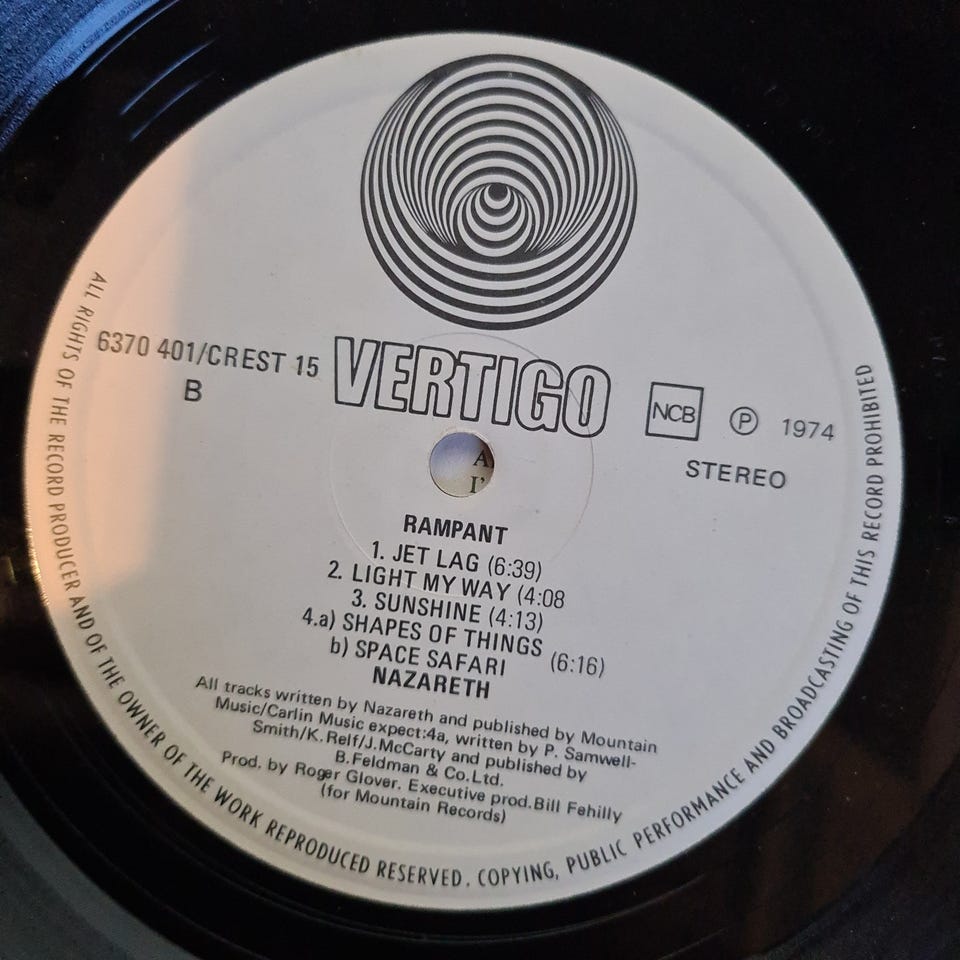 VERTIGO
6370 401/CREST 15
B
NCB
Ⓟ 1974
STEREO
A
I'
RAMPANT
1. JET LAG (6:39)
2. LIGHT MY WAY (4:08
3. SUNSHINE (4:13)
4.a) SHAPES OF THINGS
b) SPACE SAFARI (6:16)
NAZARETH
All tracks written by Nazareth and published by Mountain
Music/Carlin Music expect:4a, written by P. Samwell-
Smith/K.Relf/J.McCarty and published by
B.Feldman & Co.Ltd.
Prod. by Roger Glover. Executive prod.Bill Fehilly
(for Mountain Records)
ALL RIGHTS OF THE RECORD PRODUCER AND OF THE OWNER OF THE WORK REPRODUCED RESERVED. COPYING, PUBLIC PERFORMANCE AND BROADCASTING OF THIS RECORD PROHIBITED